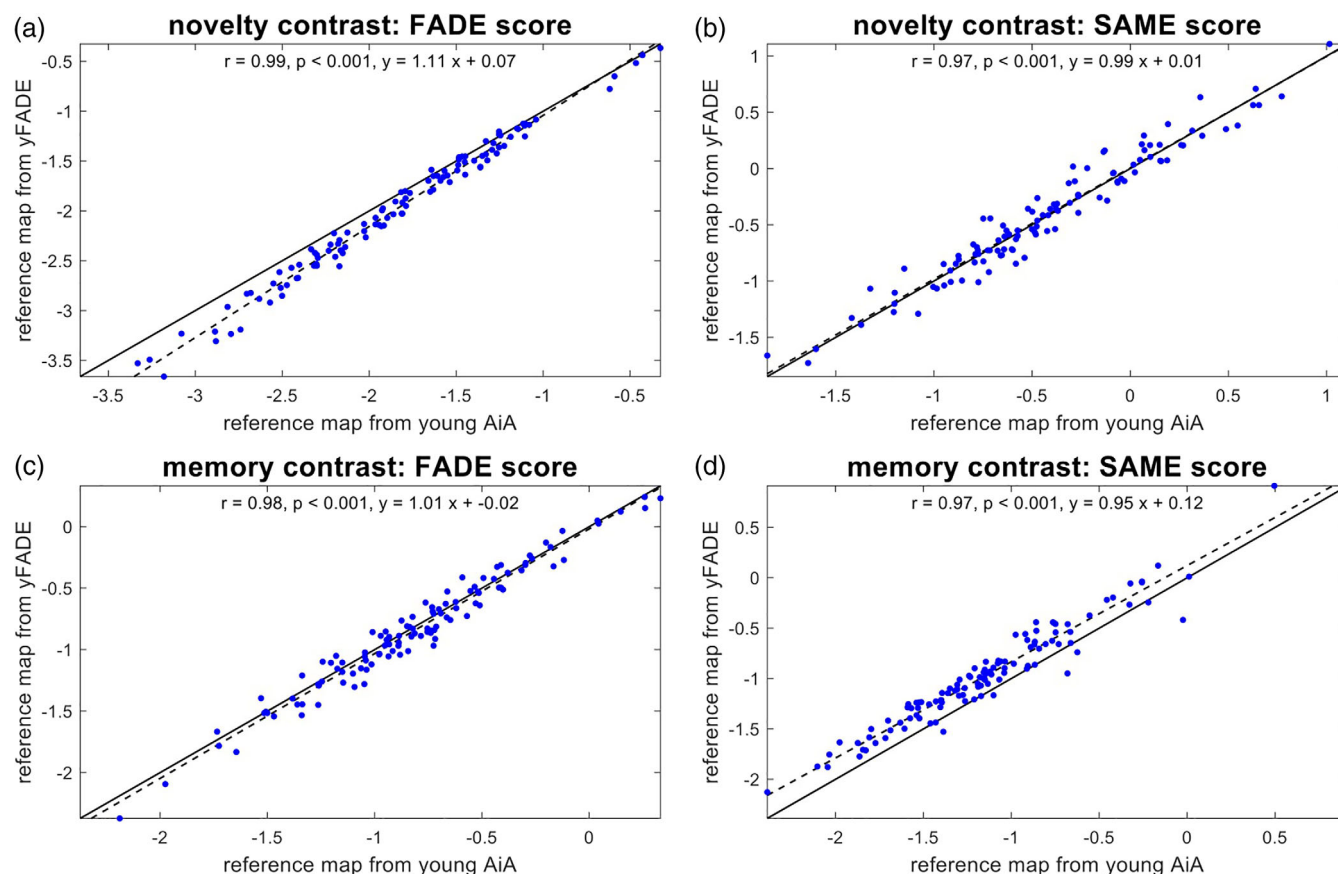 (a)
novelty contrast: FADE score
r = 0.99, p < 0.001, y = 1.11 x + 0.07
reference map from yFADE
-0.5
-1
-1.5
-2
-2.5
-3
-3.5
-3.5 -3 -2.5 -2 -1.5 -1 -0.5
reference map from young AiA
(b)
novelty contrast: SAME score
r = 0.97, p < 0.001, y = 0.99 x + 0.01
reference map from yFADE
1
0.5
0
-0.5
-1
-1.5
-1.5 -1 -0.5 0 0.5 1
reference map from young AiA
(c)
memory contrast: FADE score
r = 0.98, p < 0.001, y = 1.01 x + -0.02
reference map from yFADE
0
-0.5
-1
-1.5
-2
-2 -1.5 -1 -0.5 0
reference map from young AiA
(d)
memory contrast: SAME score
r = 0.97, p < 0.001, y = 0.95 x + 0.12
reference map from yFADE
0.5
0
-0.5
-1
-1.5
-2
-2 -1.5 -1 -0.5 0 0.5
reference map from young AiA